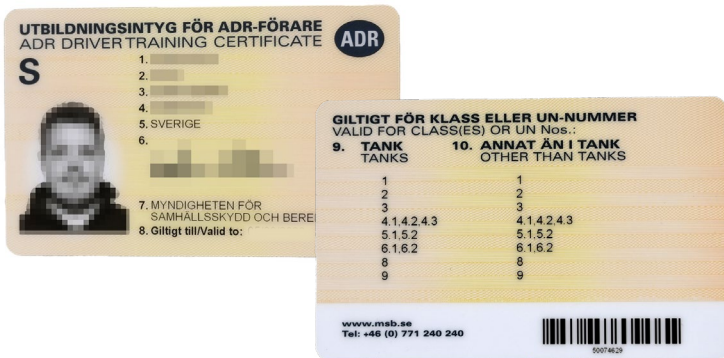 UTBILDNINGSINTYG FÖR ADR-FÖRARE
ADR DRIVER TRAINING CERTIFICATE
ADR
S
1.
2.
3.
4.
5. SVERIGE
6.
7. MYNDIGHETEN FÖR
SAMHÄLLSSKYDD OCH BERE
8. Giltigt till/Valid to:
GILTIGT FÖR KLASS ELLER UN-NUMMER
VALID FOR CLASS(ES) OR UN Nos.:
9. TANK 10. ANNAT ÄN I TANK
TANKS OTHER THAN TANKS
1 1
2 2
3 3
4.1,4.2,4.3 4.1,4.2,4.3
5.1,5.2 5.1,5.2
6.1,6.2 6.1,6.2
8 8
9 9
www.msb.se
Tel: +46 (0) 771 240 240
50074629